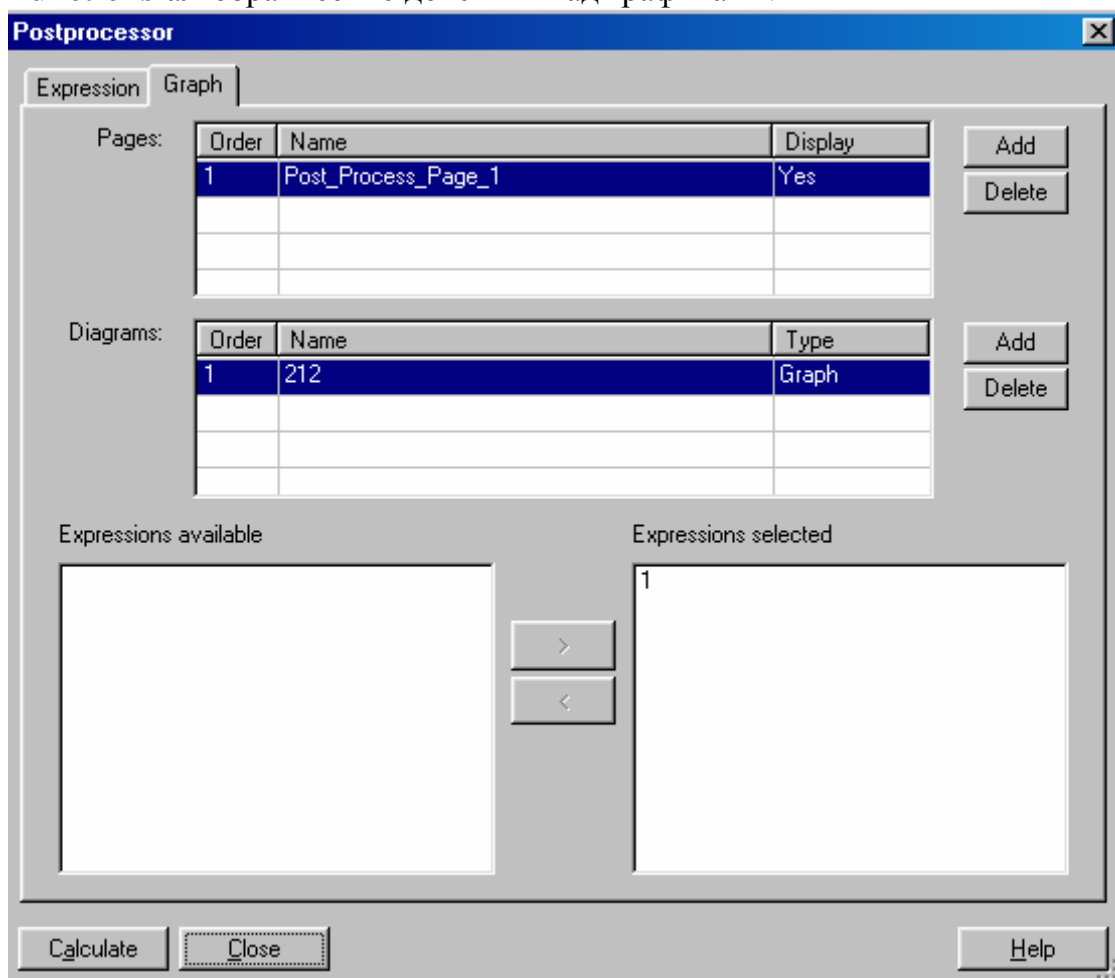 Postprocessor
Expression Graph
Pages:
Order Name Display
1 Post_Process_Page_1 Yes
Add
Delete
Diagrams:
Order Name Type
1 212 Graph
Add
Delete
Expressions available
Expressions selected
1
>
<
Calculate Close Help